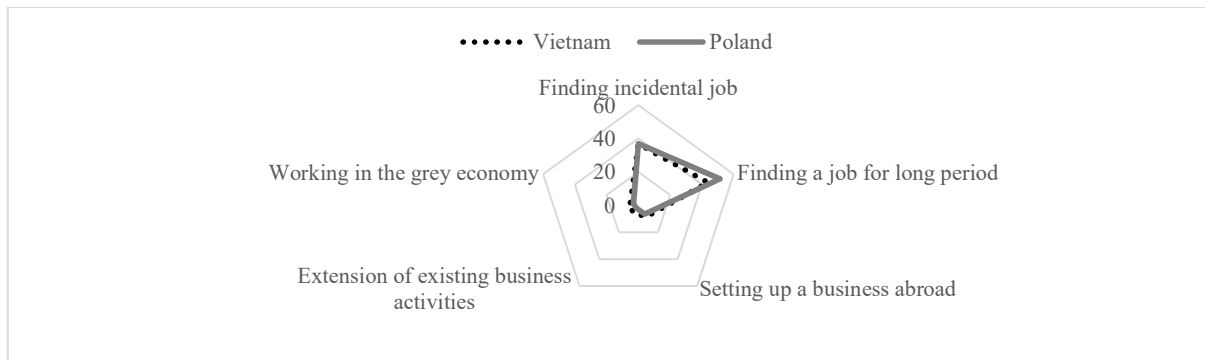 Vietnam
Poland
Finding incidental job
60
40
20
0
Finding a job for long period
Working in the grey economy
Extension of existing business
activities
Setting up a business abroad